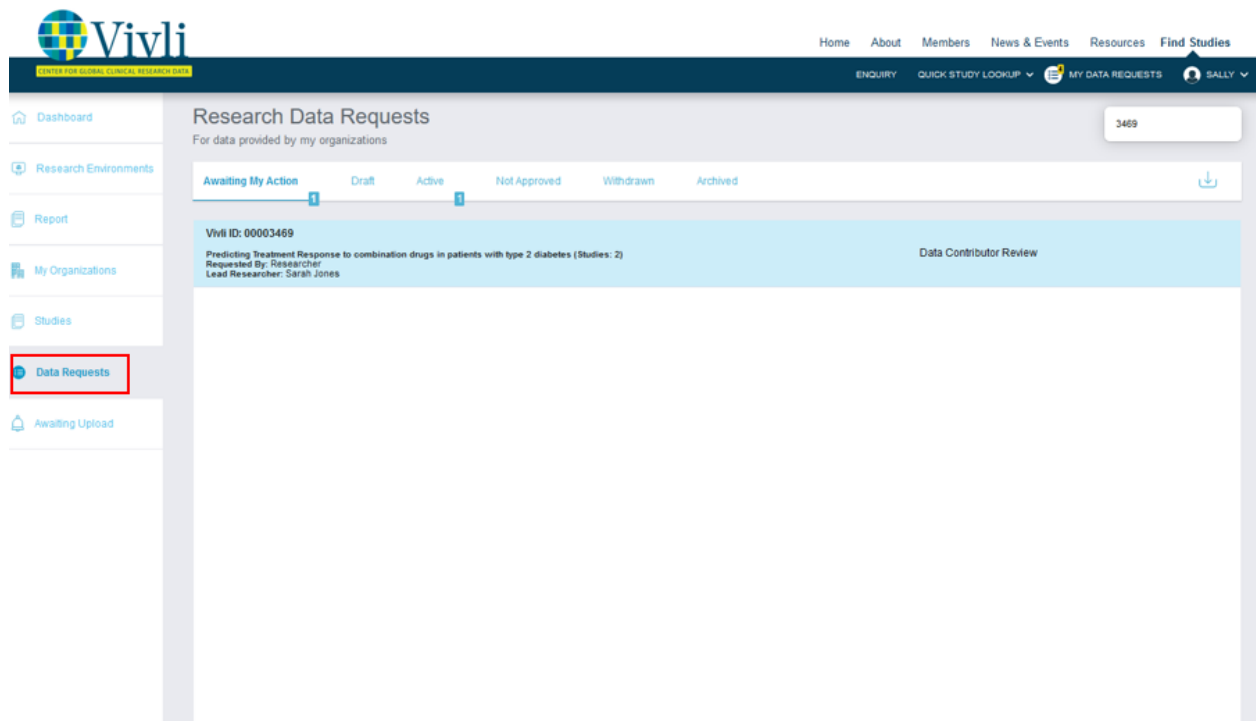 Vivli
CENTER FOR GLOBAL CLINICAL RESEARCH DATA
Home About Members News & Events Resources Find Studies
ENQUIRY QUICK STUDY LOOKUP MY DATA REQUESTS SALLY
Dashboard
Research Environments
Report
My Organizations
Studies
Data Requests
Awaiting Upload
Research Data Requests
For data provided by my organizations
3469
Awaiting My Action 1 Draft Active 1 Not Approved Withdrawn Archived
Vivli ID: 00003469
Predicting Treatment Response to combination drugs in patients with type 2 diabetes (Studies: 2)
Requested By: Researcher
Lead Researcher: Sarah Jones
Data Contributor Review